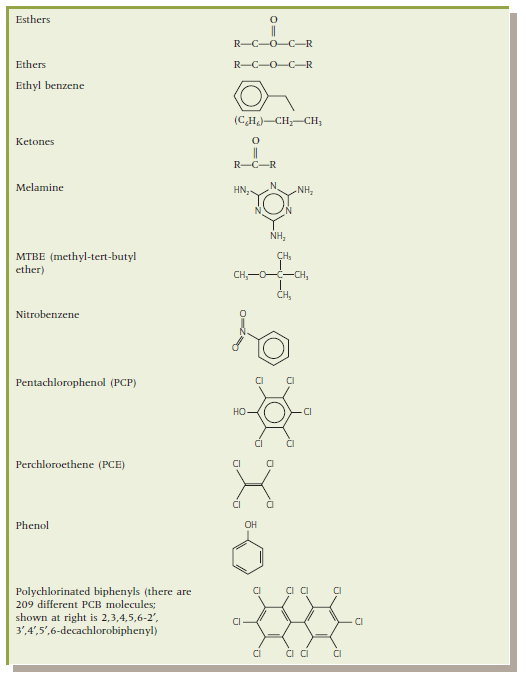 Esthers
O
R—C—O—C—R
Ethers
R—C—O—C—R
Ethyl benzene
(C₆H₆)—CH₂—CH₃
Ketones
O
R—C—R
Melamine
HN₂ N NH₂
N N
NH₂
MTBE (methyl-tert-butyl
ether)
CH₃
CH₃—O—C—CH₃
CH₃
Nitrobenzene
O
N
O
Pentachlorophenol (PCP)
Cl Cl
HO Cl
Cl Cl
Perchloroethene (PCE)
Cl Cl
Cl Cl
Phenol
OH
Polychlorinated biphenyls (there are
209 different PCB molecules;
shown at right is 2,3,4,5,6-2′,
3′,4′,5′,6-decachlorobiphenyl)
Cl Cl Cl Cl
Cl Cl
Cl Cl Cl Cl